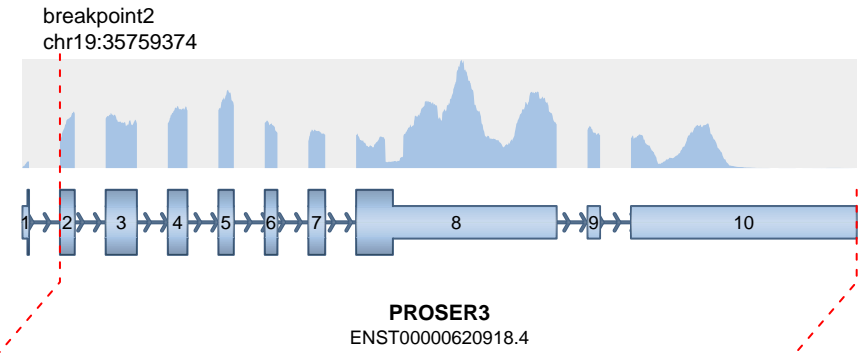 breakpoint2
chr19:35759374
1 2 3 4 5 6 7 8 9 10
PROSER3
ENST00000620918.4